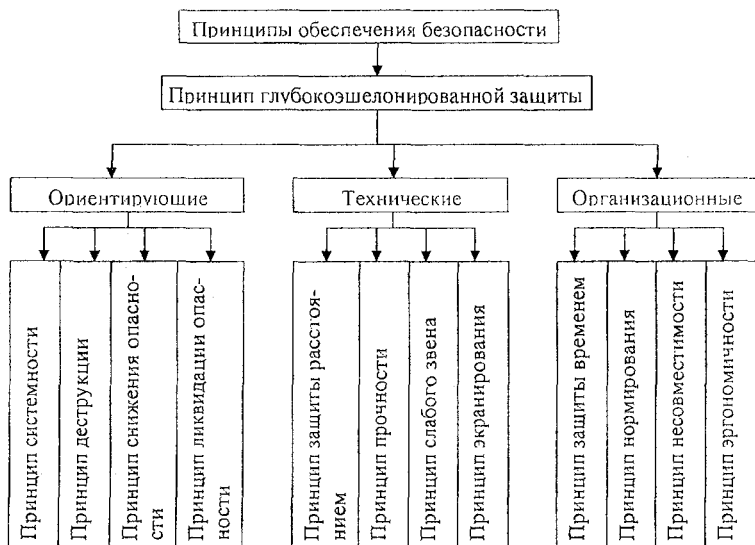 Принципы обеспечения безопасности
Принцип глубокоэшелонированной защиты
Ориентирующие
Технические
Организационные
Принцип системности
Принцип деструкции
Принцип снижения опасно-
сти
Принцип ликвидации опас-
ности
Принцип защиты расстоя-
нием
Принцип прочности
Принцип слабого звена
Принцип экранирования
Принцип защиты временем
Принцип нормирования
Принцип несовместимости
Принцип эргономичности